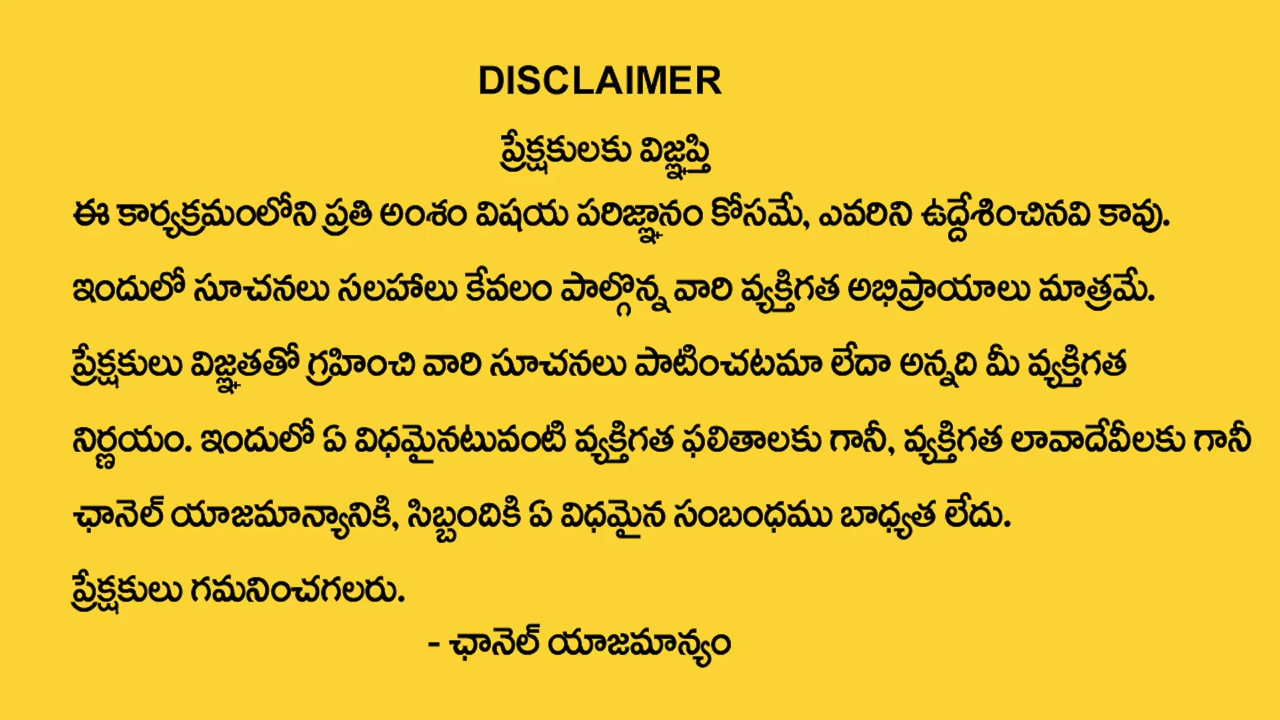 DISCLAIMER
ప్రేక్షకులకు విజ్ఞప్తి
ఈ కార్యక్రమంలోని ప్రతి అంశం విషయ పరిజ్ఞానం కోసమే, ఎవరిని ఉద్దేశించినవి కావు.
ఇందులో సూచనలు సలహాలు కేవలం పాల్గొన్న వారి వ్యక్తిగత అభిప్రాయాలు మాత్రమే.
ప్రేక్షకులు విజ్ఞతతో గ్రహించి వారి సూచనలు పాటించటమా లేదా అన్నది మీ వ్యక్తిగత
నిర్ణయం. ఇందులో ఏ విధమైనటువంటి వ్యక్తిగత ఫలితాలకు గానీ, వ్యక్తిగత లావాదేవీలకు గానీ
ఛానెల్ యాజమాన్యానికి, సిబ్బందికి ఏ విధమైన సంబంధము బాధ్యత లేదు.
ప్రేక్షకులు గమనించగలరు.
- ఛానెల్ యాజమాన్యం